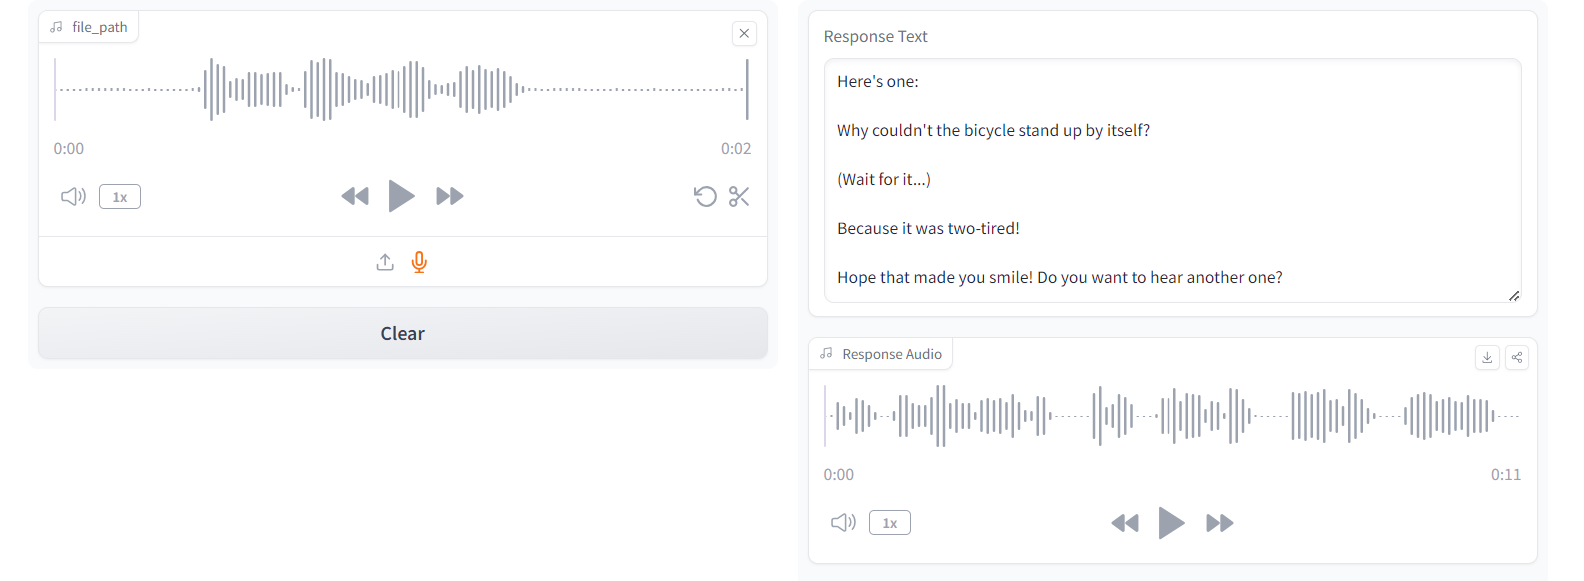 file_path
0:00
0:02
1x
Clear
Response Text
Here's one:
Why couldn't the bicycle stand up by itself?
(Wait for it...)
Because it was two-tired!
Hope that made you smile! Do you want to hear another one?
Response Audio
0:00
0:11
1x